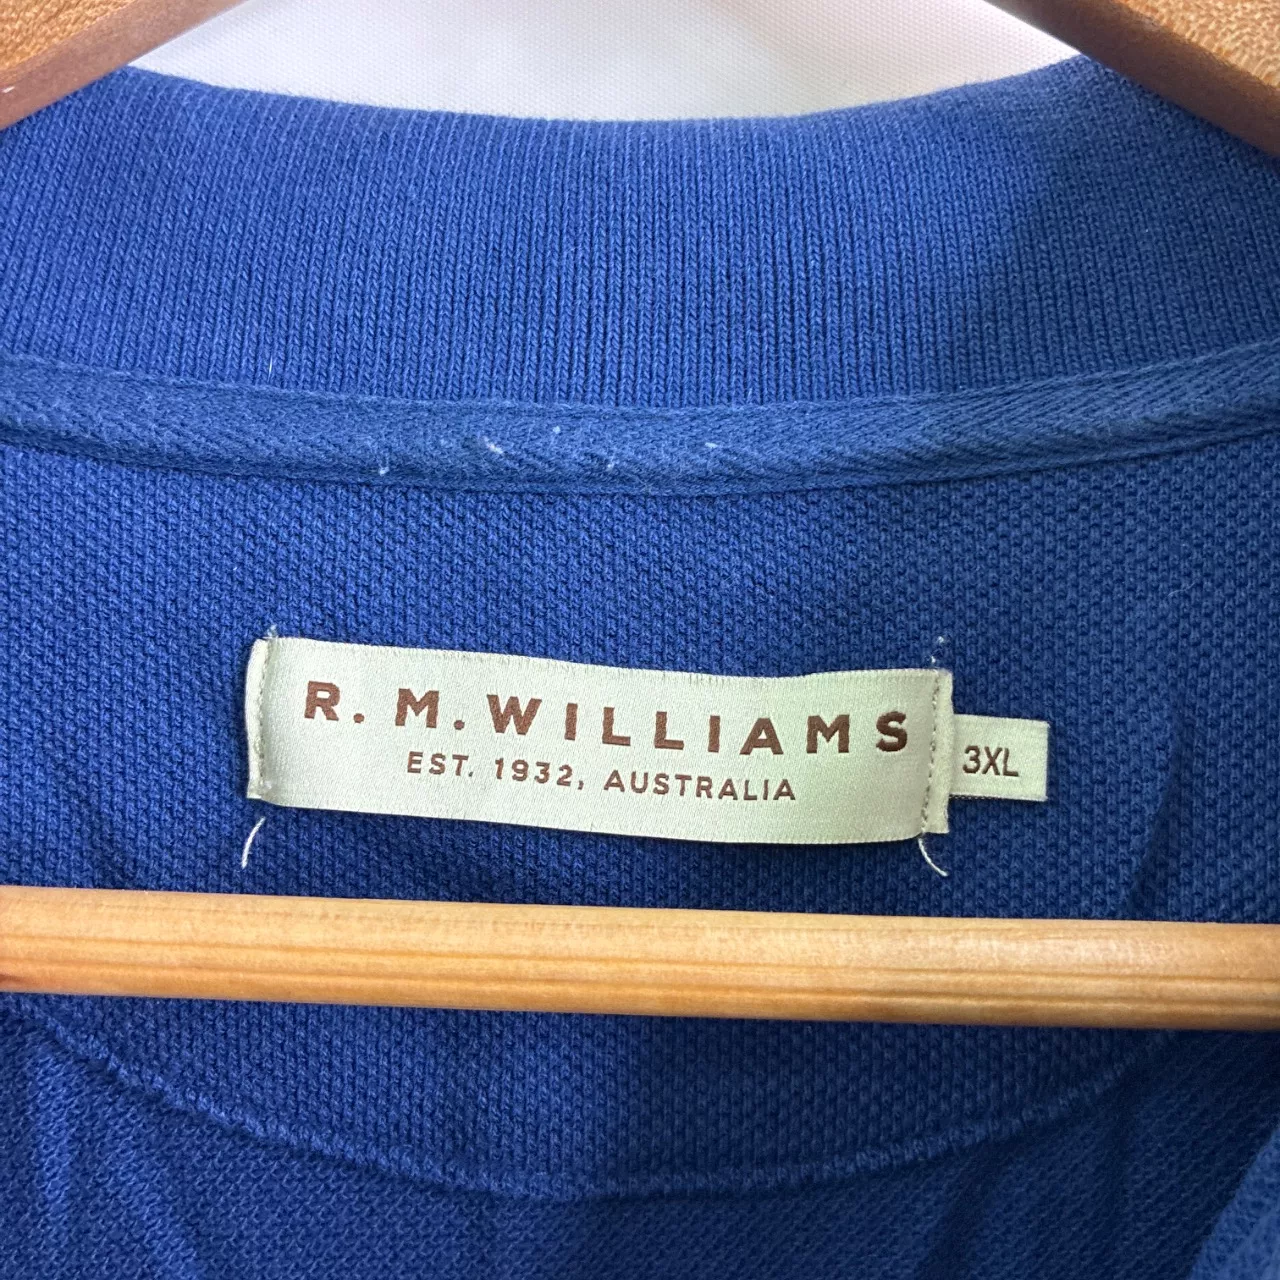 R. M. WILLIAMS
EST. 1932, AUSTRALIA
3XL